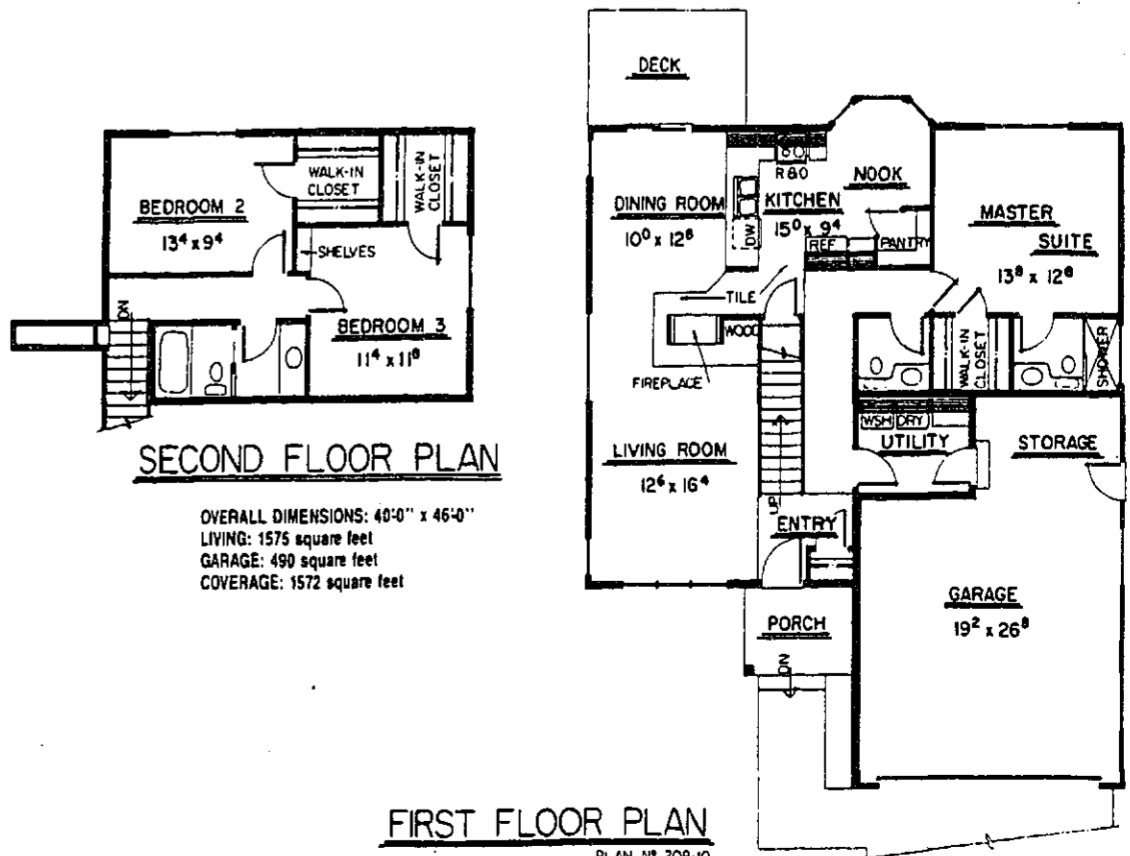 DECK
WALK-IN
CLOSET
WALK-IN
CLOSET
BEDROOM 2
13⁴ x 9⁴
SHELVES
DN
BEDROOM 3
11⁴ x 11⁸
SECOND FLOOR PLAN
OVERALL DIMENSIONS: 40'0'' x 46'0''
LIVING: 1575 square feet
GARAGE: 490 square feet
COVERAGE: 1572 square feet
R&O
NOOK
DINING ROOM
10⁰ x 12⁸
KITCHEN
15⁰ x 9⁴
DW
REF
PANTRY
MASTER
SUITE
13⁸ x 12⁸
TILE
WOOD
FIREPLACE
WALK-IN
CLOSET
SHOWER
WSH
DRY
UTILITY
STORAGE
LIVING ROOM
12⁶ x 16⁴
UP
ENTRY
GARAGE
19² x 26⁸
PORCH
DN
FIRST FLOOR PLAN